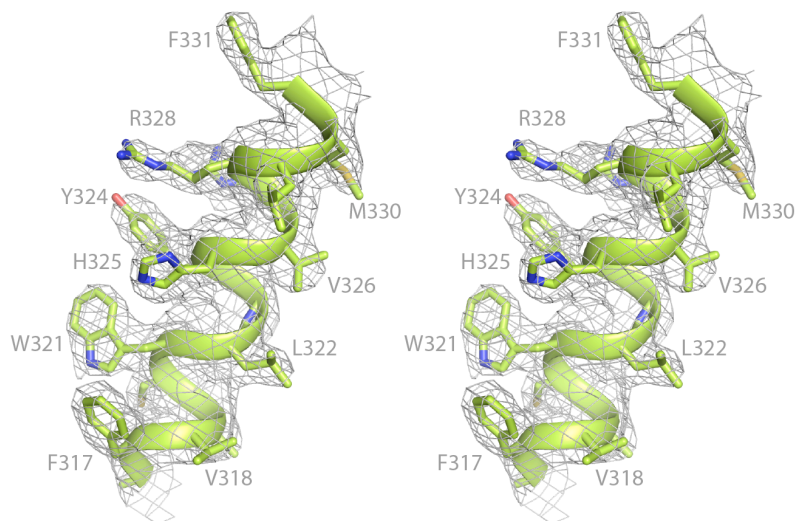 F331 F331
R328 R328
Y324 Y324
M330 M330
H325 H325
V326 V326
W321 W321
L322 L322
F317 F317
V318 V318